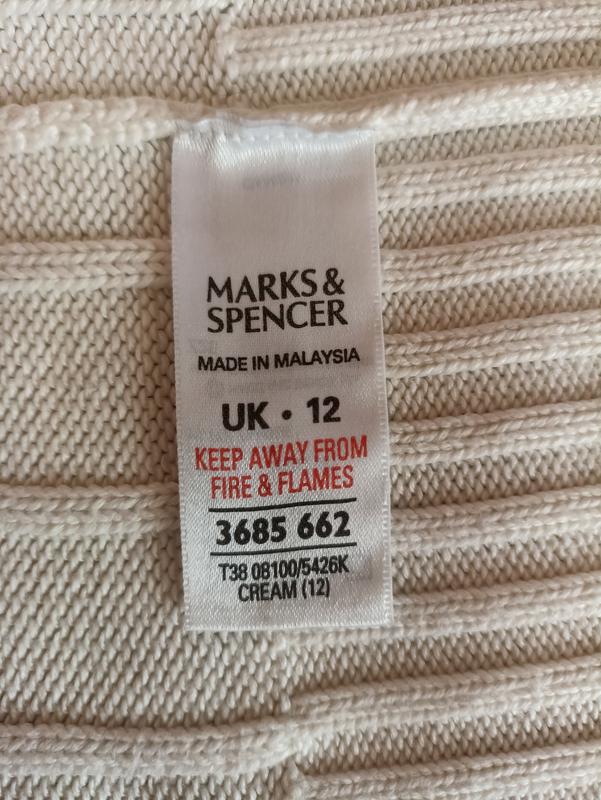 MARKS &
SPENCER
MADE IN MALAYSIA
UK • 12
KEEP AWAY FROM
FIRE & FLAMES
3685 662
T38 08100/5426K
CREAM (12)